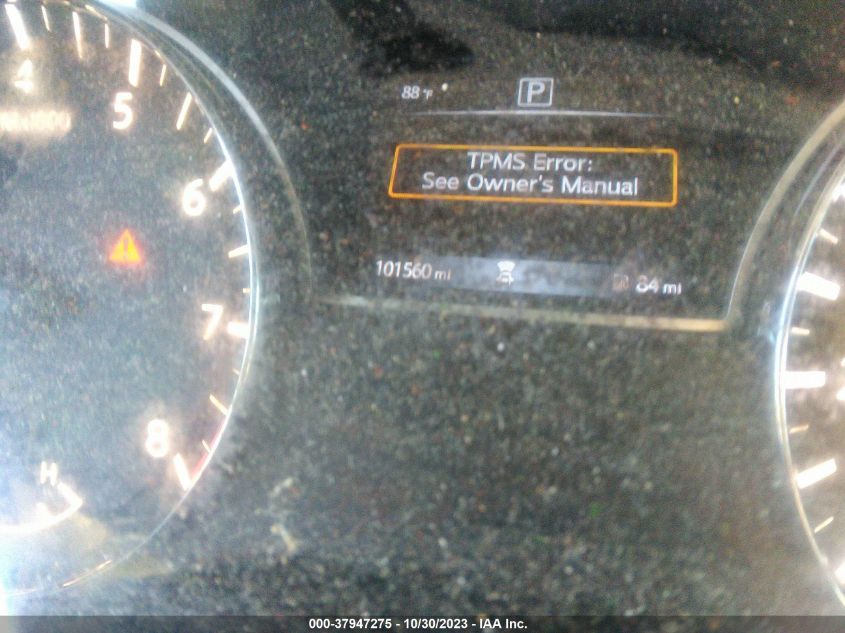 4
5
88 °F
P
TPMS Error:
See Owner's Manual
6
101560 mi
84 mi
7
8
H
000-37947275 - 10/30/2023 - IAA Inc.